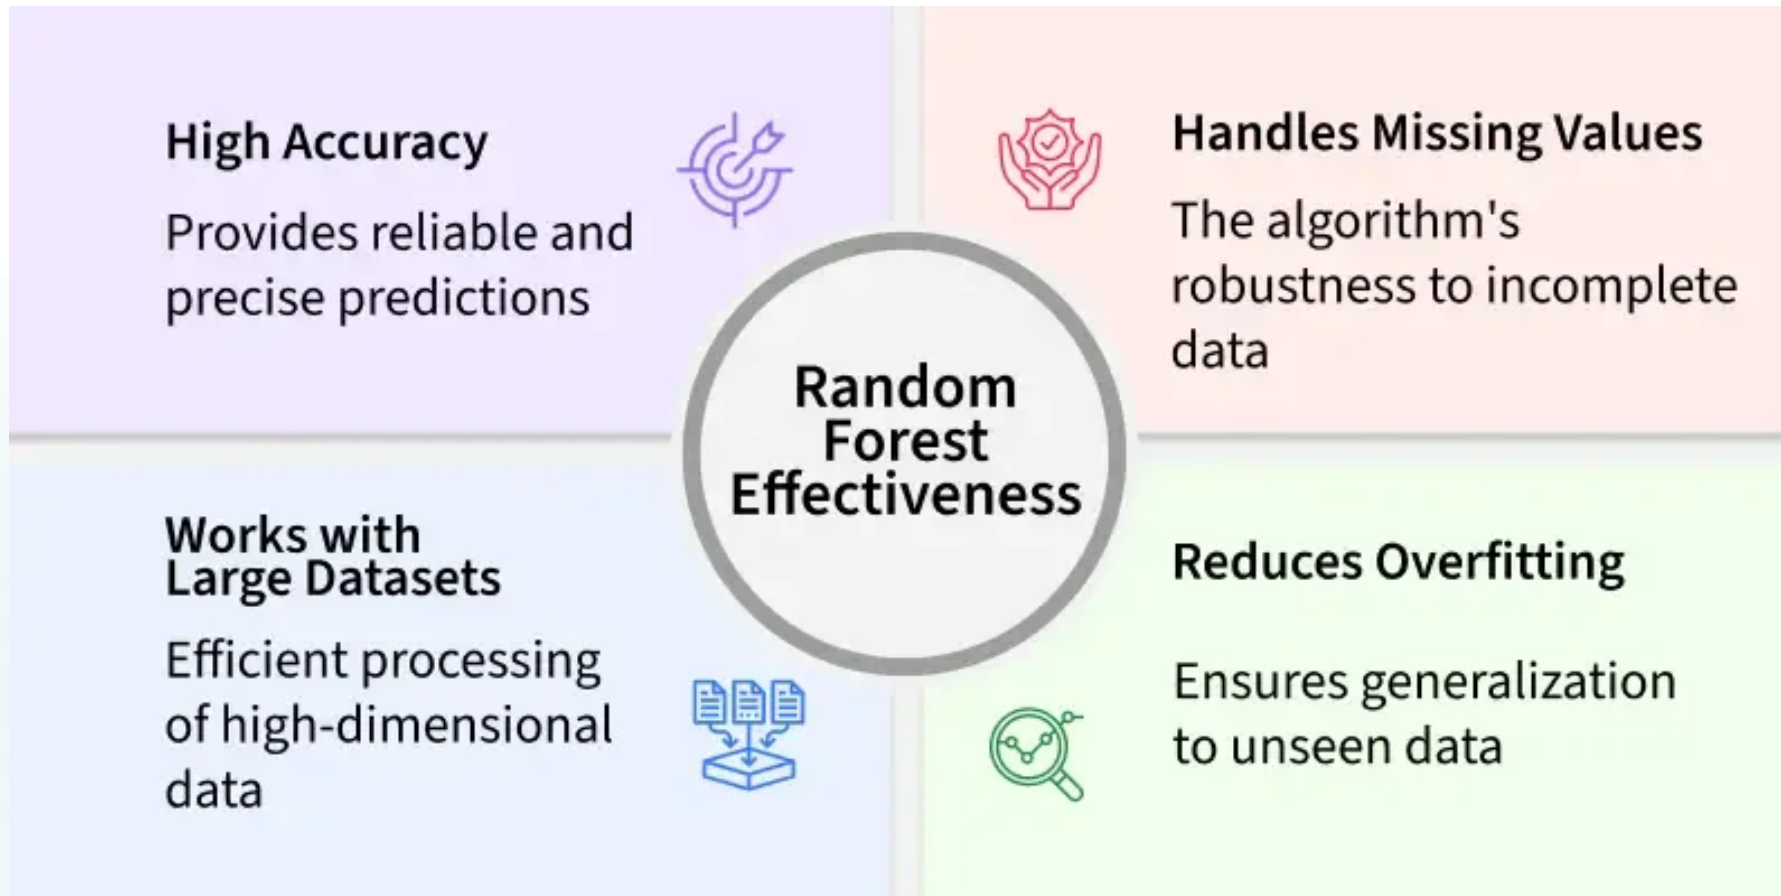 High Accuracy
Provides reliable and
precise predictions
Handles Missing Values
The algorithm's
robustness to incomplete
data
Random
Forest
Effectiveness
Works with
Large Datasets
Efficient processing
of high-dimensional
data
Reduces Overfitting
Ensures generalization
to unseen data